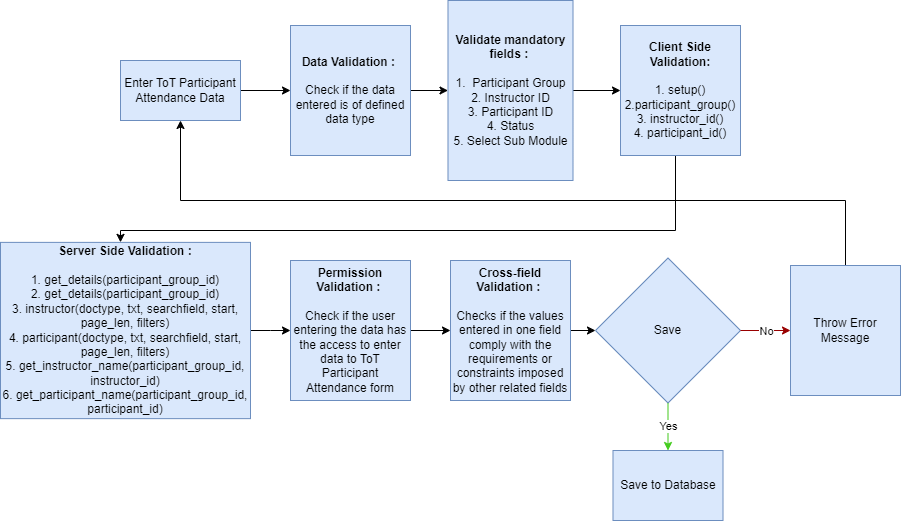 Enter ToT Participant
Attendance Data
Data Validation :
Check if the data
entered is of defined
data type
Validate mandatory
fields :
1. Participant Group
2. Instructor ID
3. Participant ID
4. Status
5. Select Sub Module
Client Side
Validation:
1. setup()
2.participant_group()
3. instructor_id()
4. participant_id()
Server Side Validation :
1. get_details(participant_group_id)
2. get_details(participant_group_id)
3. instructor(doctype, txt, searchfield, start,
page_len, filters)
4. participant(doctype, txt, searchfield, start,
page_len, filters)
5. get_instructor_name(participant_group_id,
instructor_id)
6. get_participant_name(participant_group_id,
participant_id)
Permission
Validation :
Check if the user
entering the data has
the access to enter
data to ToT
Participant
Attendance form
Cross-field
Validation :
Checks if the values
entered in one field
comply with the
requirements or
constraints imposed
by other related fields
Save
No
Throw Error
Message
Yes
Save to Database